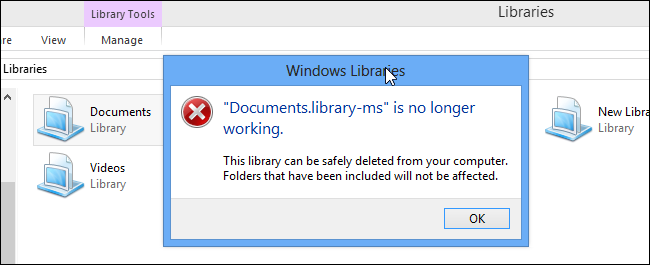 Library Tools
Libraries
re
View
Manage
Libraries
Windows Libraries
Documents
Library
Videos
Library
"Documents.library-ms" is no longer
working.
This library can be safely deleted from your computer.
Folders that have been included will not be affected.
OK
New Libra
Library